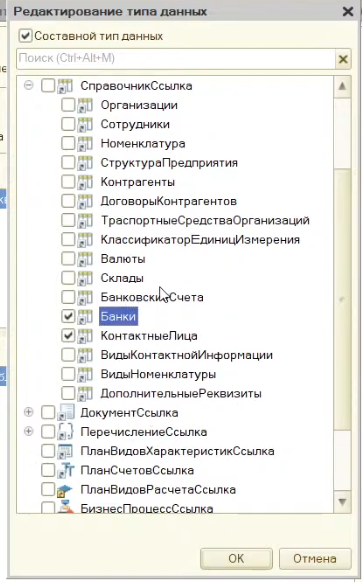 Редактирование типа данных
Составной тип данных
Поиск (Ctrl+Alt+M)
СправочникСсылка
Организации
Сотрудники
Номенклатура
СтруктураПредприятия
Контрагенты
ДоговорыКонтрагентов
ТраспортныеСредстваОрганизаций
КлассификаторЕдиницИзмерения
Валюты
Склады
БанковскиеСчета
Банки
КонтактныеЛица
ВидыКонтактнойИнформации
ВидыНоменклатуры
ДополнительныеРеквизиты
ДокументСсылка
ПеречислениеСсылка
ПланВидовХарактеристикСсылка
ПланСчетовСсылка
ПланВидовРасчетаСсылка
БизнесПроцессСсылка
ОК
Отмена